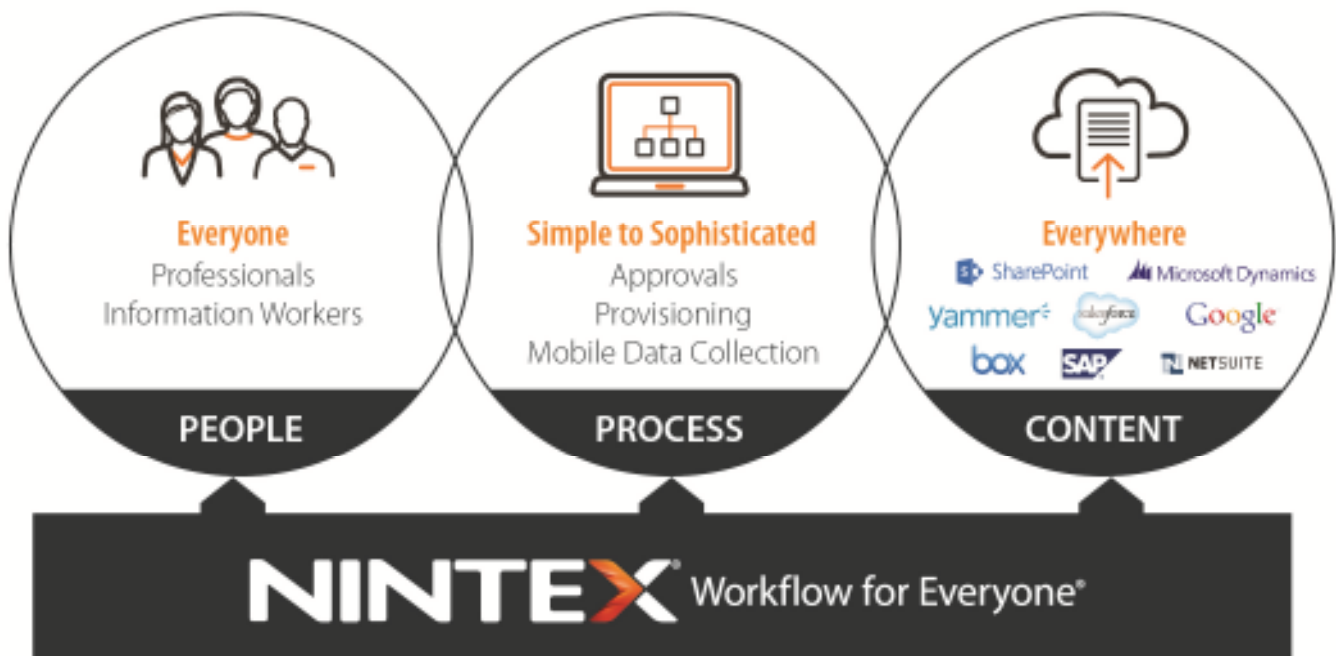 Everyone
Professionals
Information Workers
PEOPLE
Simple to Sophisticated
Approvals
Provisioning
Mobile Data Collection
PROCESS
Everywhere
S SharePoint Microsoft Dynamics
yammer salesforce Google
box SAP N NETSUITE
CONTENT
NINTEX® Workflow for Everyone®